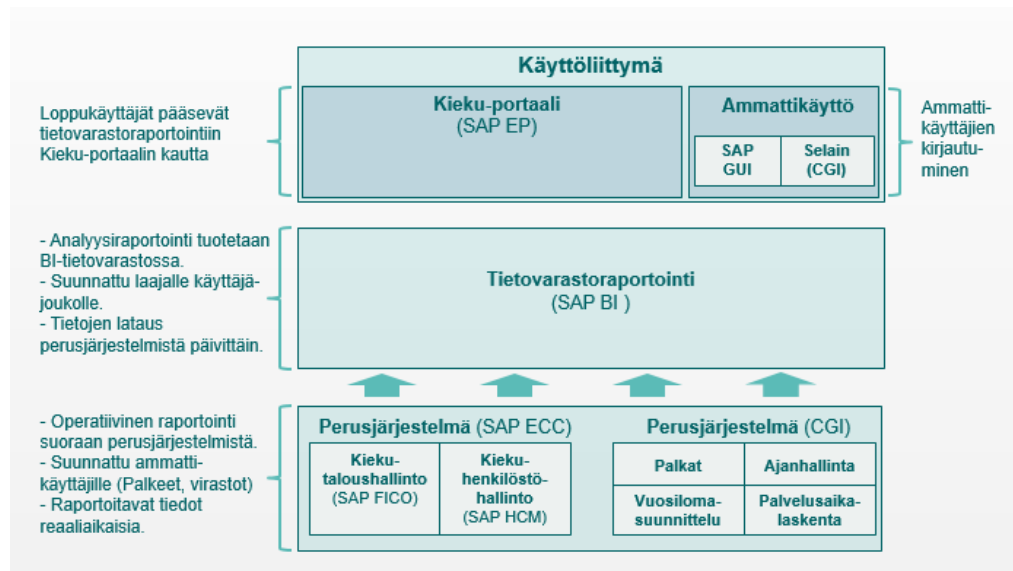 Käyttöliittymä
Loppukäyttäjät pääsevät
tietovarastoraportointiin
Kieku-portaalin kautta
Kieku-portaali
(SAP EP)
Ammattikäyttö
SAP
GUI
Selain
(CGI)
Ammatti-
käyttäjien
kirjautu-
minen
- Analyysiraportointi tuotetaan
BI-tietovarastossa.
- Suunnattu laajalle käyttäjä-
joukolle.
- Tietojen lataus
perusjärjestelmistä päivittäin.
Tietovarastoraportointi
(SAP BI )
- Operatiivinen raportointi
suoraan perusjärjestelmistä.
- Suunnattu ammatti-
käyttäjille (Palkeet, virastot)
- Raportoitavat tiedot
reaaliaikaisia.
Perusjärjestelmä (SAP ECC)
Kieku-
taloushallinto
(SAP FICO)
Kieku-
henkilöstö-
hallinto
(SAP HCM)
Perusjärjestelmä (CGI)
Palkat
Ajanhallinta
Vuosiloma-
suunnittelu
Palvelusaika-
laskenta